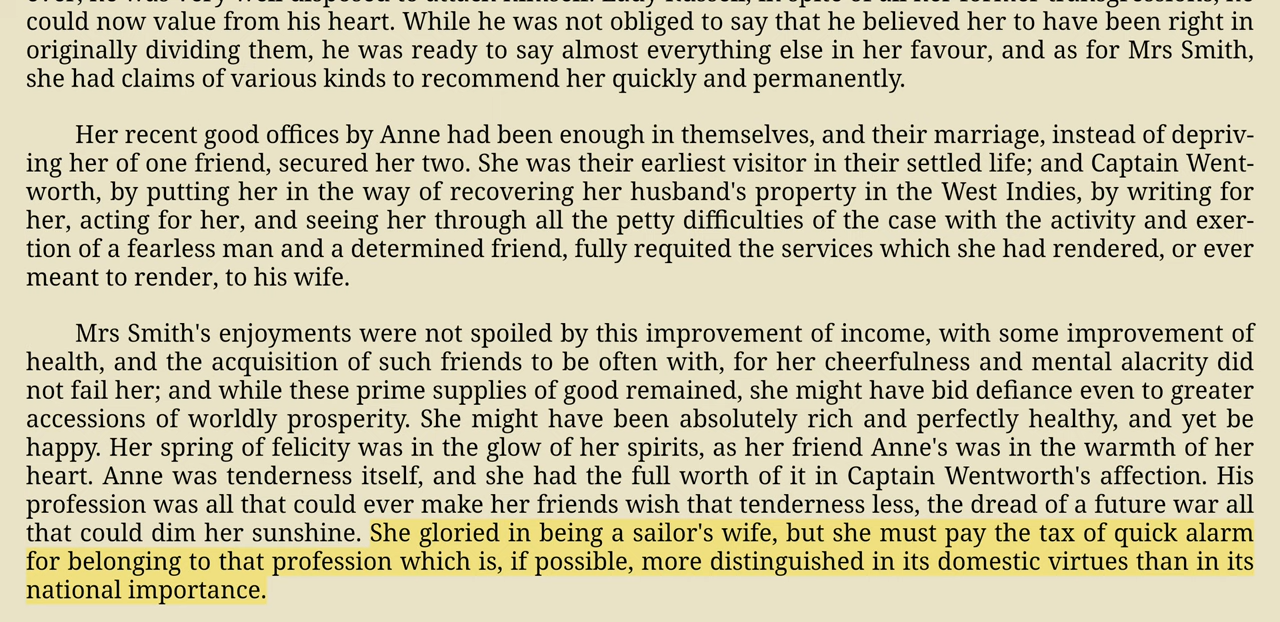 could now value from his heart. While he was not obliged to say that he believed her to have been right in
originally dividing them, he was ready to say almost everything else in her favour, and as for Mrs Smith,
she had claims of various kinds to recommend her quickly and permanently.
Her recent good offices by Anne had been enough in themselves, and their marriage, instead of depriv-
ing her of one friend, secured her two. She was their earliest visitor in their settled life; and Captain Went-
worth, by putting her in the way of recovering her husband's property in the West Indies, by writing for
her, acting for her, and seeing her through all the petty difficulties of the case with the activity and exer-
tion of a fearless man and a determined friend, fully requited the services which she had rendered, or ever
meant to render, to his wife.
Mrs Smith's enjoyments were not spoiled by this improvement of income, with some improvement of
health, and the acquisition of such friends to be often with, for her cheerfulness and mental alacrity did
not fail her; and while these prime supplies of good remained, she might have bid defiance even to greater
accessions of worldly prosperity. She might have been absolutely rich and perfectly healthy, and yet be
happy. Her spring of felicity was in the glow of her spirits, as her friend Anne's was in the warmth of her
heart. Anne was tenderness itself, and she had the full worth of it in Captain Wentworth's affection. His
profession was all that could ever make her friends wish that tenderness less, the dread of a future war all
that could dim her sunshine. She gloried in being a sailor's wife, but she must pay the tax of quick alarm
for belonging to that profession which is, if possible, more distinguished in its domestic virtues than in its
national importance.